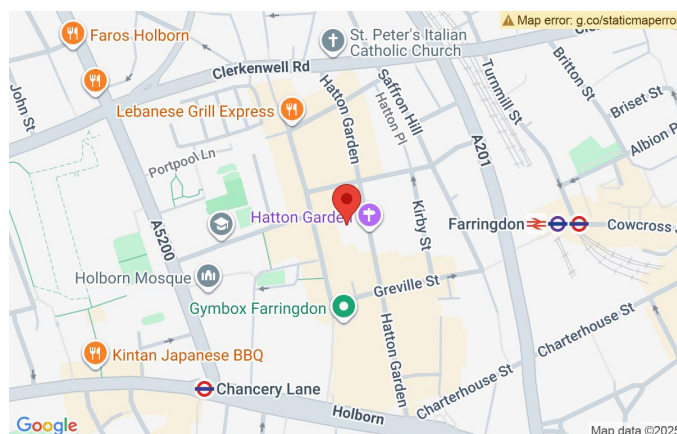 Faros Holborn
St. Peter's Italian
Catholic Church
Map error: g.co/staticmaperro
Clerkenwell Rd
John St
Lebanese Grill Express
Hatton Garden
Saffron Hill
Hatton Pl
A201
Turnmill St
Britton St
Briset St
Albion P
Portpool Ln
A5200
Hatton Garden
Kirby St
Farringdon
Cowcross S
Holborn Mosque
Gymbox Farringdon
Greville St
Charterhouse St
Kintan Japanese BBQ
Hatton Garden
Chancery Lane
Charterhouse St
Holborn
Google
Map data ©2025